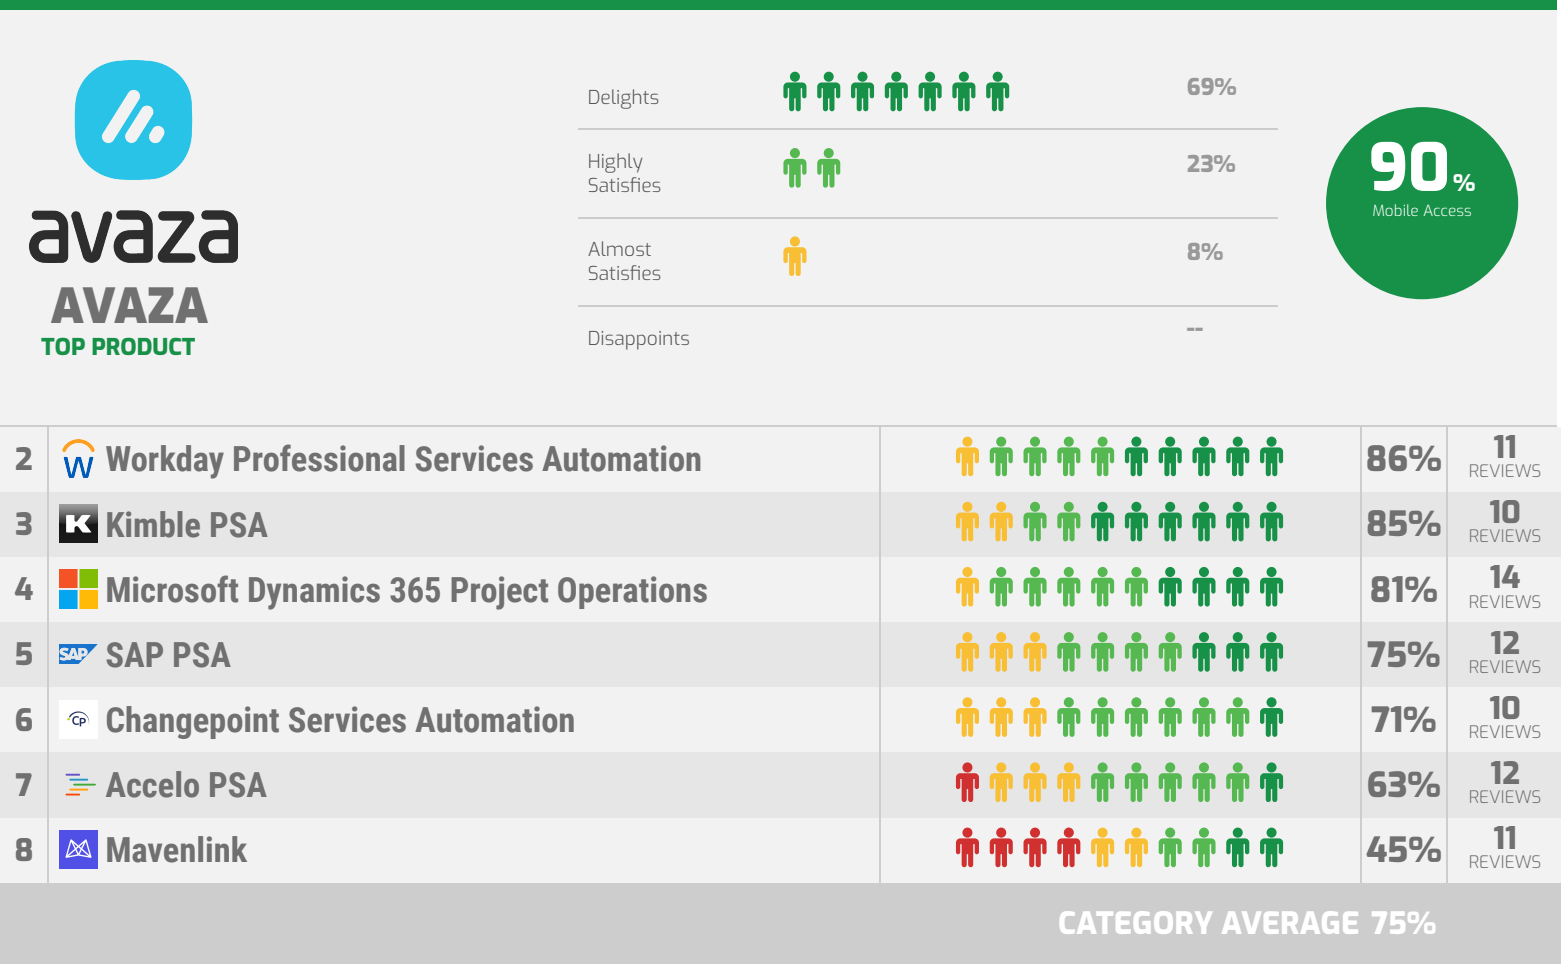 avaza
AVAZA
TOP PRODUCT
Delights 69%
Highly
Satisfies 23%
Almost
Satisfies 8%
Disappoints --
90%
Mobile Access
2 W Workday Professional Services Automation 86% 11
REVIEWS
3 K Kimble PSA 85% 10
REVIEWS
4 Microsoft Dynamics 365 Project Operations 81% 14
REVIEWS
5 SAP SAP PSA 75% 12
REVIEWS
6 CP Changepoint Services Automation 71% 10
REVIEWS
7 Accelo PSA 63% 12
REVIEWS
8 Mavenlink 45% 11
REVIEWS
CATEGORY AVERAGE 75%